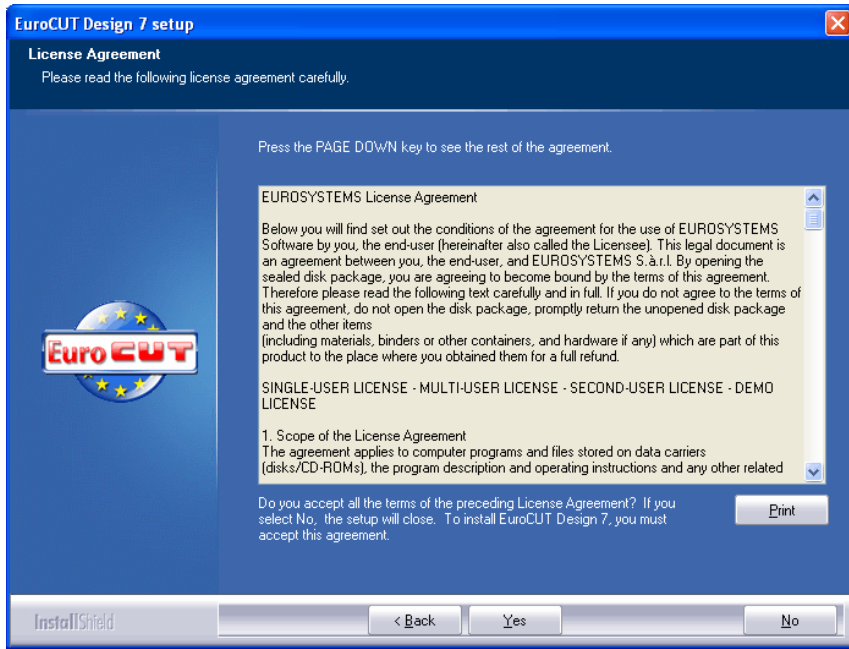 EuroCUT Design 7 setup
License Agreement
Please read the following license agreement carefully.
Press the PAGE DOWN key to see the rest of the agreement.
EUROSYSTEMS License Agreement
Below you will find set out the conditions of the agreement for the use of EUROSYSTEMS
Software by you, the end-user (hereinafter also called the Licensee). This legal document is
an agreement between you, the end-user, and EUROSYSTEMS S.à.r.l. By opening the
sealed disk package, you are agreeing to become bound by the terms of this agreement.
Therefore please read the following text carefully and in full. If you do not agree to the terms of
this agreement, do not open the disk package, promptly return the unopened disk package
and the other items
(including materials, binders or other containers, and hardware if any) which are part of this
product to the place where you obtained them for a full refund.
SINGLE-USER LICENSE - MULTI-USER LICENSE - SECOND-USER LICENSE - DEMO
LICENSE
1. Scope of the License Agreement
The agreement applies to computer programs and files stored on data carriers
(disks/CD-ROMs), the program description and operating instructions and any other related
Euro CUT
Do you accept all the terms of the preceding License Agreement? If you
select No, the setup will close. To install EuroCUT Design 7, you must
accept this agreement.
Print
InstallShield
< Back
Yes
No